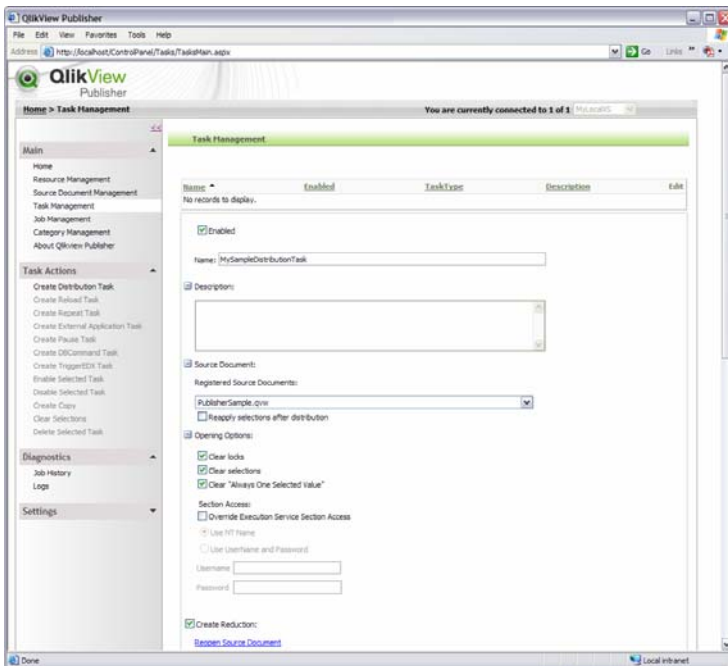 QlikView Publisher
File Edit View Favorites Tools Help
Address http://localhost/ControlPanel/Tasks/TasksMain.aspx Go Links »
QlikView
Publisher
Home > Task Management You are currently connected to 1 of 1 MyLocalWS
<<
Task Management
Main
Home
Resource Management
Source Document Management
Task Management
Job Management
Category Management
About Qlikview Publisher
Task Actions
Create Distribution Task
Create Reload Task
Create Repeat Task
Create External Application Task
Create Pause Task
Create DBCommand Task
Create TriggerEDX Task
Enable Selected Task
Disable Selected Task
Create Copy
Clear Selections
Delete Selected Task
Diagnostics
Job History
Logs
Settings
Name Enabled TaskType Description Edit
No records to display.
Enabled
Name: MySampleDistributionTask
Description:
Source Document:
Registered Source Documents:
PublisherSample.qvw
Reapply selections after distribution
Opening Options:
Clear locks
Clear selections
Clear "Always One Selected Value"
Section Access:
Override Execution Service Section Access
Use NT Name
Use UserName and Password
Username
Password
Create Reduction:
Reopen Source Document
Done Local intranet